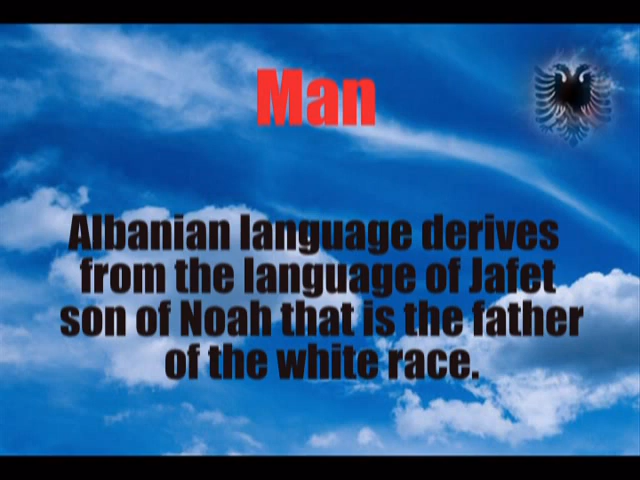 Man
Albanian language derives
from the language of Jafet
son of Noah that is the father
of the white race.